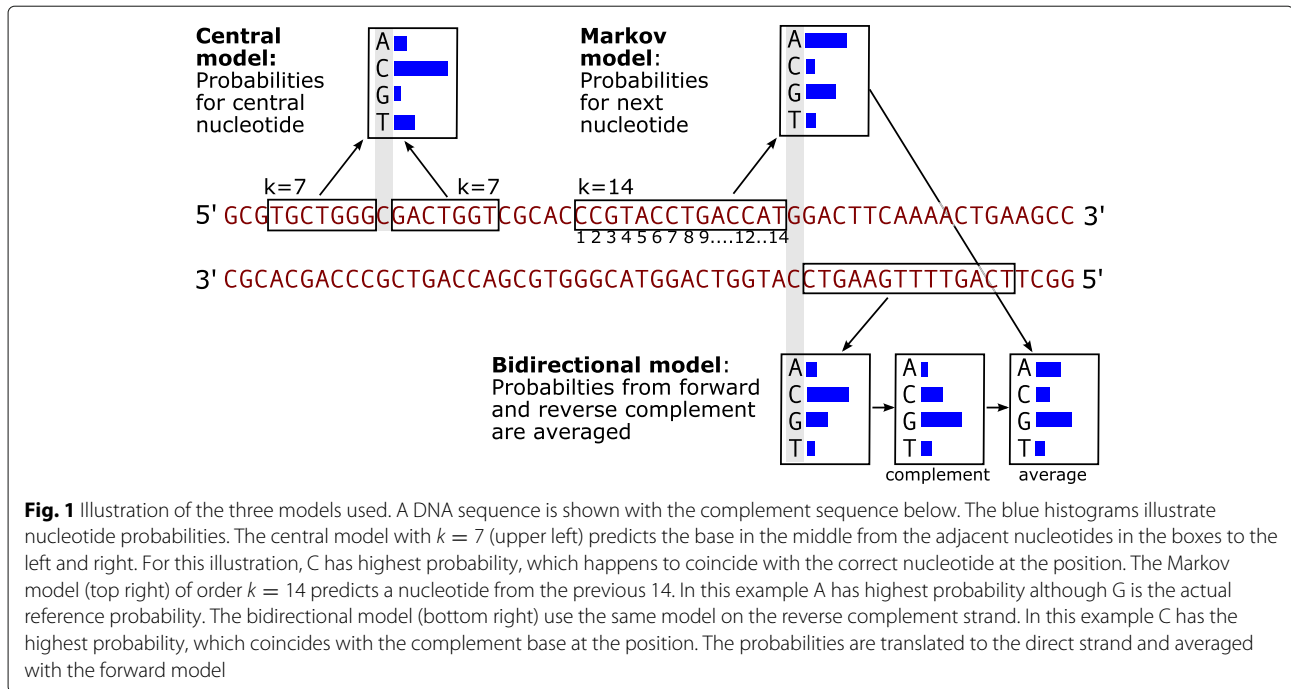 Central
model:
Probabilities
for central
nucleotide
A
C
G
T
Markov
model:
Probabilities
for next
nucleotide
A
C
G
T
k=7
k=7
k=14
5' GCGTGCTGGGCGACTGGTCGCACCCGTACCTGACCATGGACTTCAAAACTGAAGCC 3'
1 2 3 4 5 6 7 8 9....12..14
3' CGCACGACCCGCTGACCAGCGTGGGCATGGACTGGTACCTGAAGTTTTGACTTCGG 5'
Bidirectional model:
Probabilties from forward
and reverse complement
are averaged
A
C
G
T
A
C
G
T
complement
A
C
G
T
average
Fig. 1 Illustration of the three models used. A DNA sequence is shown with the complement sequence below. The blue histograms illustrate
nucleotide probabilities. The central model with k = 7 (upper left) predicts the base in the middle from the adjacent nucleotides in the boxes to the
left and right. For this illustration, C has highest probability, which happens to coincide with the correct nucleotide at the position. The Markov
model (top right) of order k = 14 predicts a nucleotide from the previous 14. In this example A has highest probability although G is the actual
reference probability. The bidirectional model (bottom right) use the same model on the reverse complement strand. In this example C has the
highest probability, which coincides with the complement base at the position. The probabilities are translated to the direct strand and averaged
with the forward model